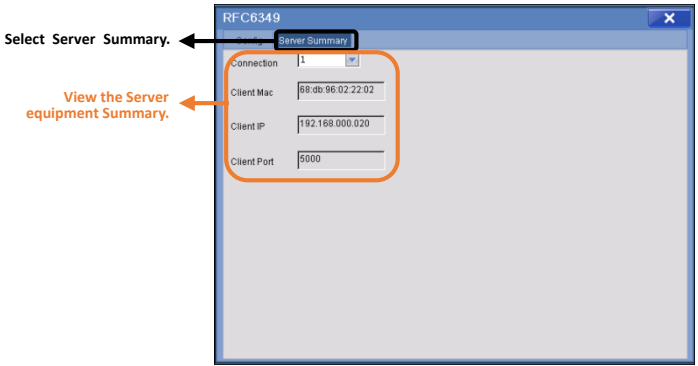 RFC6349
Select Server Summary.
Config
Server Summary
Connection
1
Client Mac
68:db:96:02:22:02
View the Server
equipment Summary.
Client IP
192.168.000.020
Client Port
5000